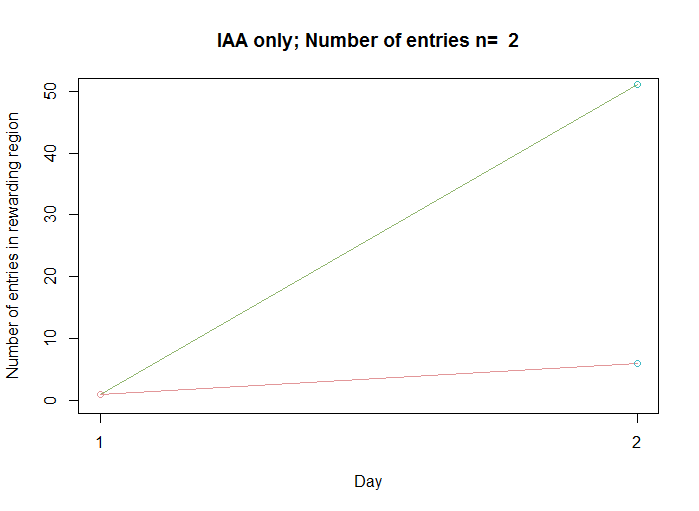 IAA only; Number of entries n=  2
Number of entries in rewarding region
50
40
30
20
10
0
1
2
Day